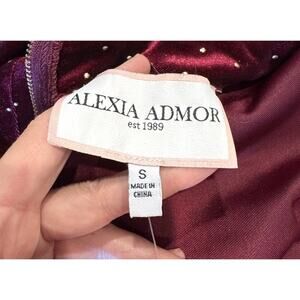 ALEXIA ADMOR
est 1989
S
MADE IN
CHINA